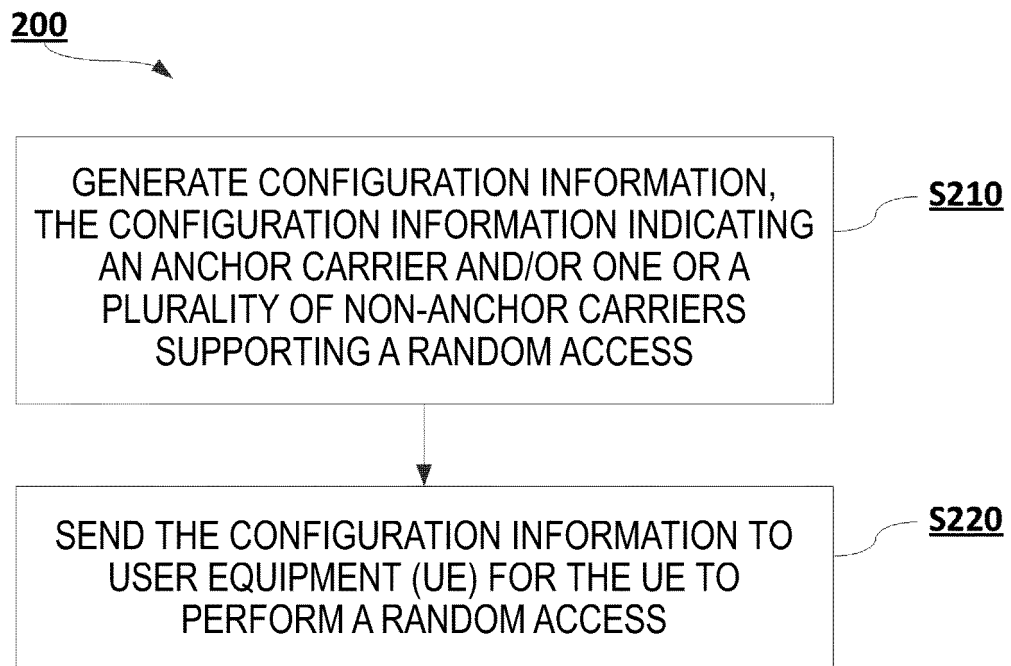 200
GENERATE CONFIGURATION INFORMATION,
THE CONFIGURATION INFORMATION INDICATING
AN ANCHOR CARRIER AND/OR ONE OR A
PLURALITY OF NON-ANCHOR CARRIERS
SUPPORTING A RANDOM ACCESS
S210
SEND THE CONFIGURATION INFORMATION TO
USER EQUIPMENT (UE) FOR THE UE TO
PERFORM A RANDOM ACCESS
S220